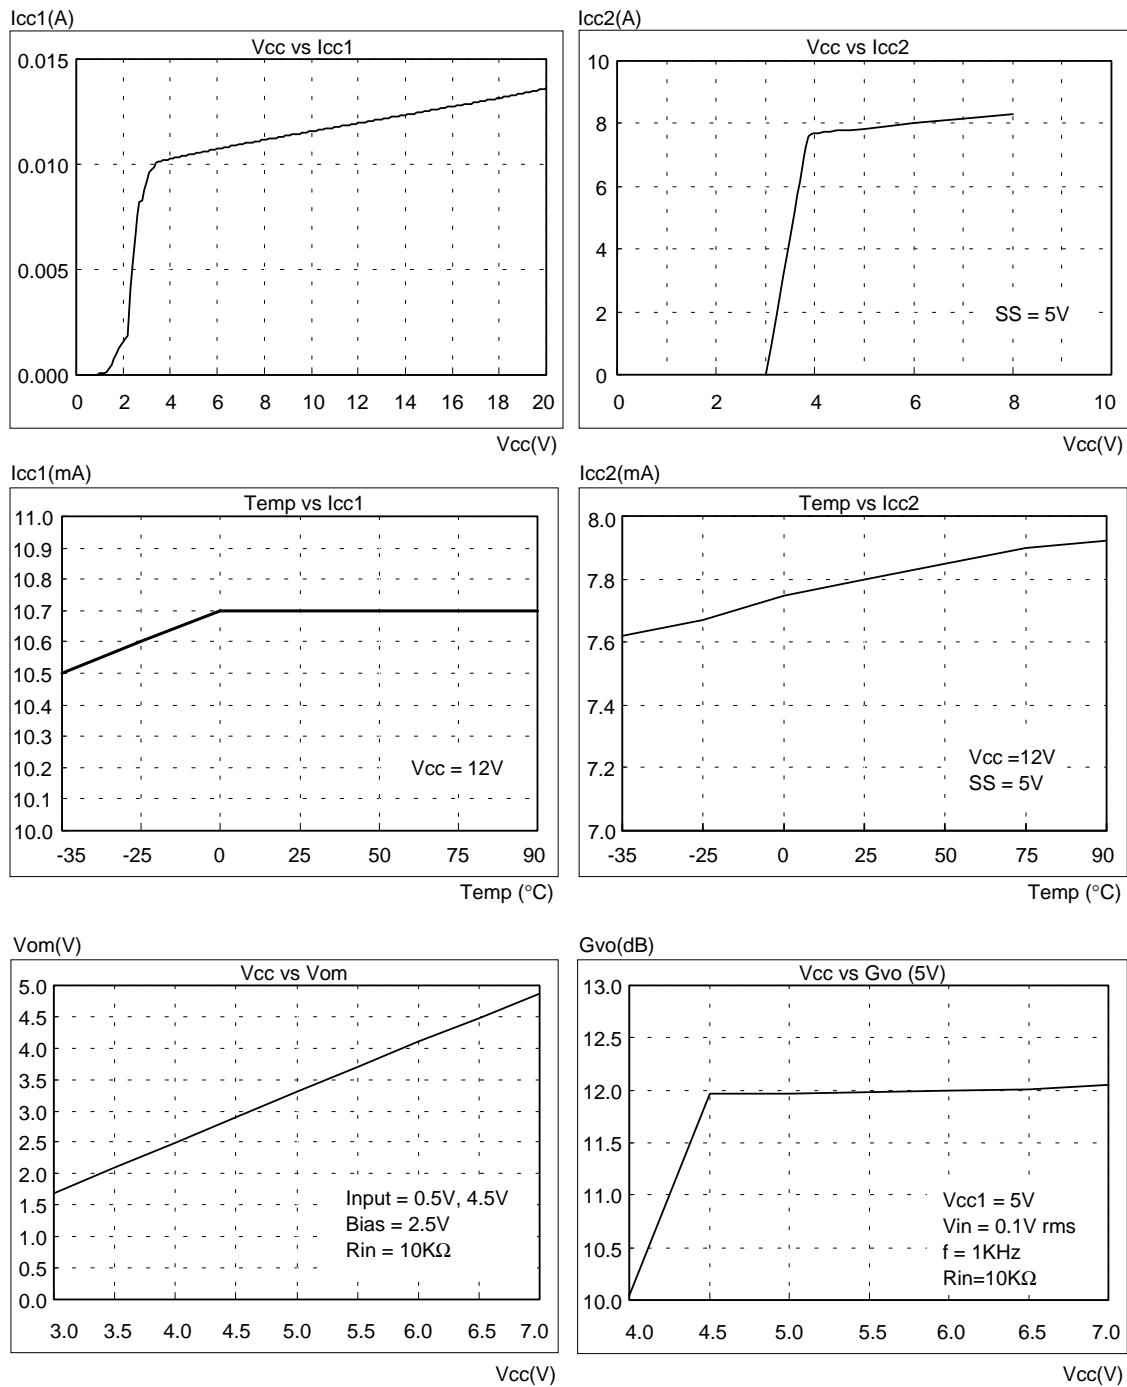 Icc1(A)
Vcc vs Icc1
0.015
0.010
0.005
0.000
0 2 4 6 8 10 12 14 16 18 20
Vcc(V)
Icc2(A)
Vcc vs Icc2
10
8
6
4
2
0
SS = 5V
0 2 4 6 8 10
Vcc(V)
Icc1(mA)
Temp vs Icc1
11.0
10.9
10.8
10.7
10.6
10.5
10.4
10.3
10.2
10.1
10.0
Vcc = 12V
-35 -25 0 25 50 75 90
Temp (°C)
Icc2(mA)
Temp vs Icc2
8.0
7.8
7.6
7.4
7.2
7.0
Vcc =12V
SS = 5V
-35 -25 0 25 50 75 90
Temp (°C)
Vom(V)
Vcc vs Vom
5.0
4.5
4.0
3.5
3.0
2.5
2.0
1.5
1.0
0.5
0.0
Input = 0.5V, 4.5V
Bias = 2.5V
Rin = 10KΩ
3.0 3.5 4.0 4.5 5.0 5.5 6.0 6.5 7.0
Vcc(V)
Gvo(dB)
Vcc vs Gvo (5V)
13.0
12.5
12.0
11.5
11.0
10.5
10.0
Vcc1 = 5V
Vin = 0.1V rms
f = 1KHz
Rin=10KΩ
4.0 4.5 5.0 5.5 6.0 6.5 7.0
Vcc(V)